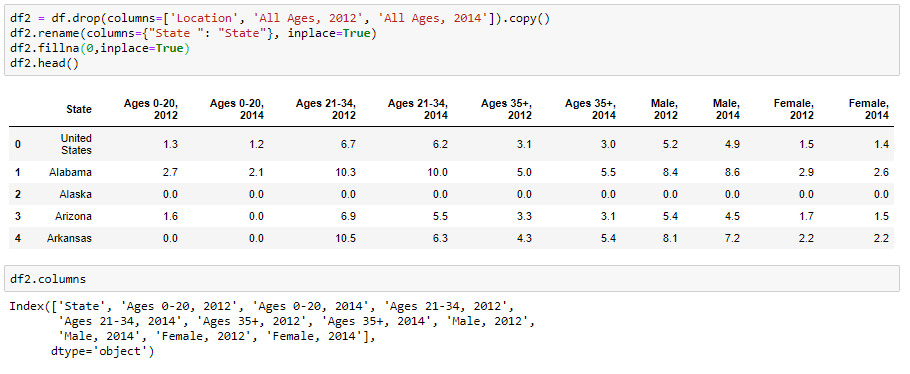 df2 = df.drop(columns=['Location', 'All Ages, 2012', 'All Ages, 2014']).copy()
df2.rename(columns={"State ": "State"}, inplace=True)
df2.fillna(0,inplace=True)
df2.head()
State Ages 0-20, 2012 Ages 0-20, 2014 Ages 21-34, 2012 Ages 21-34, 2014 Ages 35+, 2012 Ages 35+, 2014 Male, 2012 Male, 2014 Female, 2012 Female, 2014
0 United States 1.3 1.2 6.7 6.2 3.1 3.0 5.2 4.9 1.5 1.4
1 Alabama 2.7 2.1 10.3 10.0 5.0 5.5 8.4 8.6 2.9 2.6
2 Alaska 0.0 0.0 0.0 0.0 0.0 0.0 0.0 0.0 0.0 0.0
3 Arizona 1.6 0.0 6.9 5.5 3.3 3.1 5.4 4.5 1.7 1.5
4 Arkansas 0.0 0.0 10.5 6.3 4.3 5.4 8.1 7.2 2.2 2.2
df2.columns
Index(['State', 'Ages 0-20, 2012', 'Ages 0-20, 2014', 'Ages 21-34, 2012',
'Ages 21-34, 2014', 'Ages 35+, 2012', 'Ages 35+, 2014', 'Male, 2012',
'Male, 2014', 'Female, 2012', 'Female, 2014'],
dtype='object')